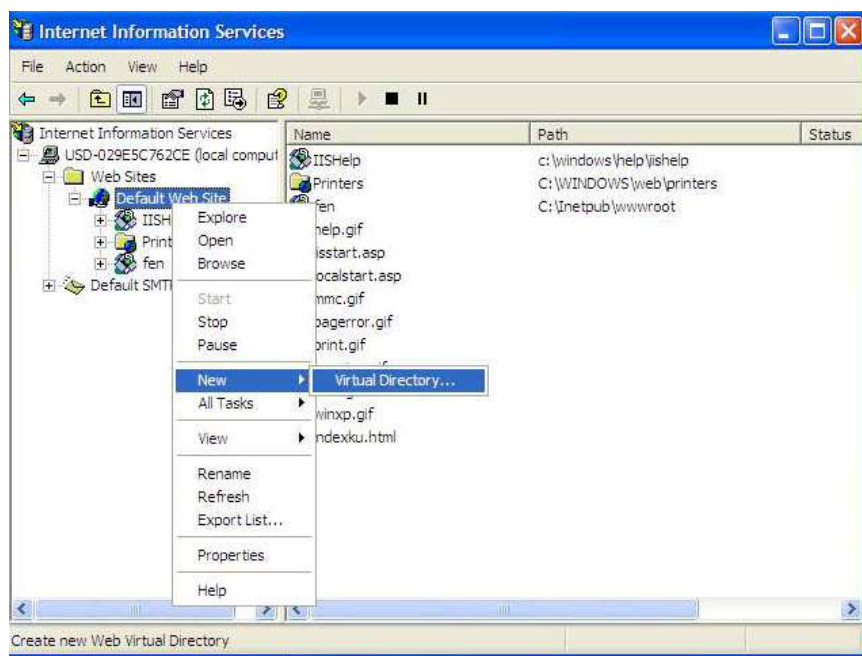 Internet Information Services
File Action View Help
Internet Information Services
USD-029E5C762CE (local comput
Web Sites
Default Web Site
IISH
Print
fen
Default SMT
Explore
Open
Browse
Start
Stop
Pause
New
All Tasks
View
Rename
Refresh
Export List...
Properties
Help
Virtual Directory...
Name Path Status
IISHelp c:\windows\help\iishelp
Printers C:\WINDOWS\web\printers
fen C:\Inetpub\wwwroot
help.gif
isstart.asp
ocalstart.asp
mmc.gif
pagerror.gif
print.gif
winxp.gif
ndexku.html
Create new Web Virtual Directory